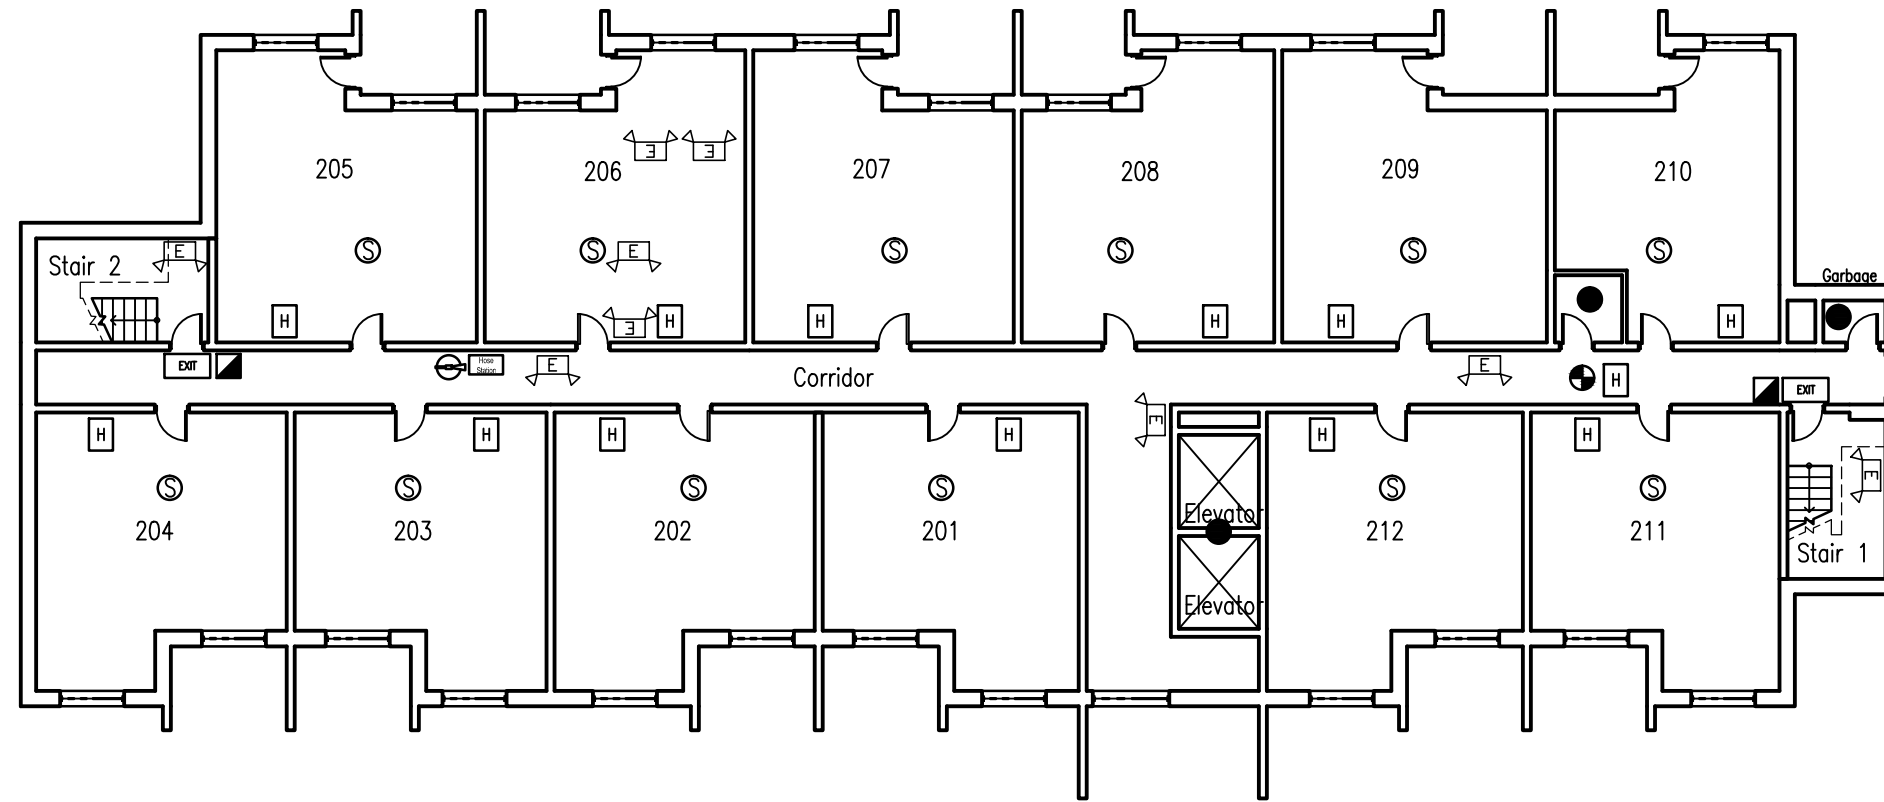 205
206
E
E
207
208
209
210
S
S
E
S
S
S
S
Stair 2
E
Garbage
H
E
H
H
H
H
H
EXIT
Hose
Station
E
Corridor
E
H
EXIT
H
H
H
H
E
H
H
S
S
S
S
S
S
E
204
203
202
201
Elevator
212
211
Stair 1
Elevator